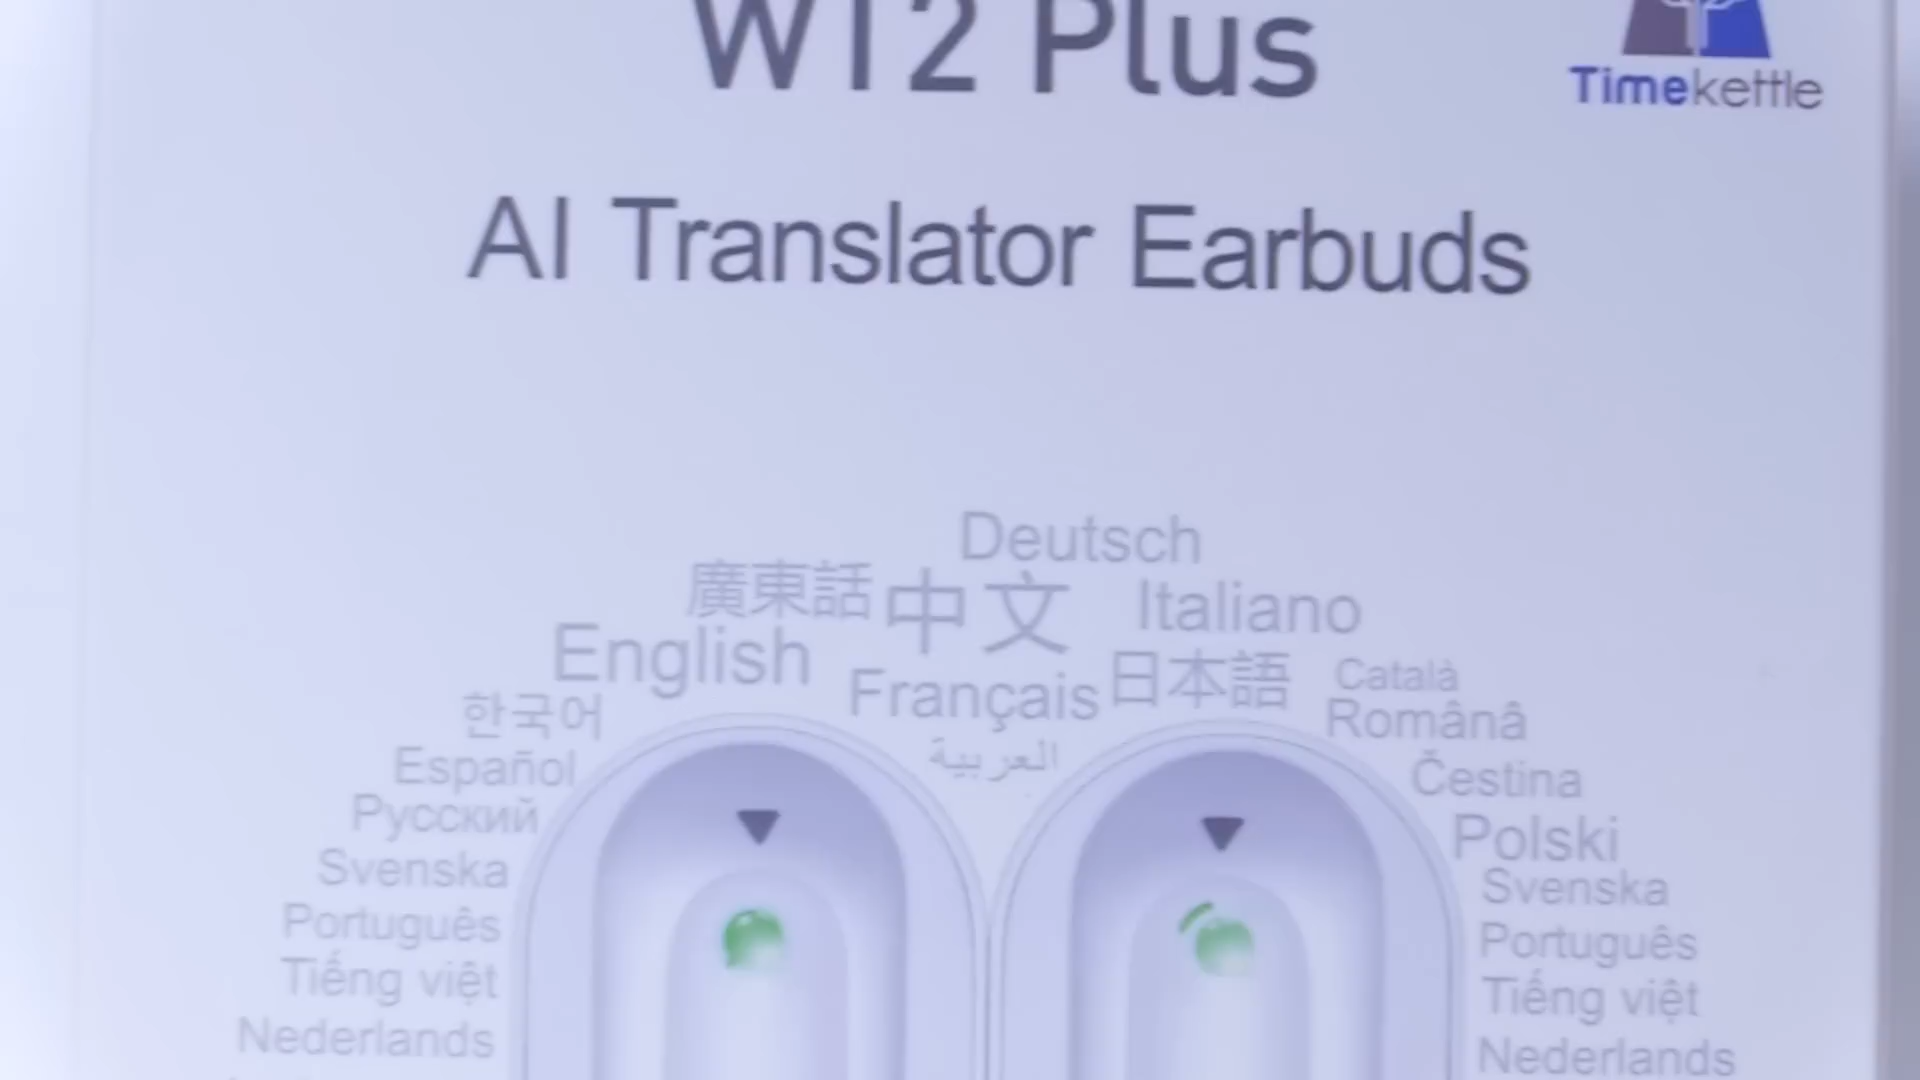 WT2 Plus
Timekettle
AI Translator Earbuds
Deutsch
廣東話
中文
Italiano
English
Français
日本語
Català
한국어
Română
العربية
Español
Čestina
Русский
Polski
Svenska
Svenska
Português
Português
Tiếng việt
Tiếng việt
Nederlands
Nederlands